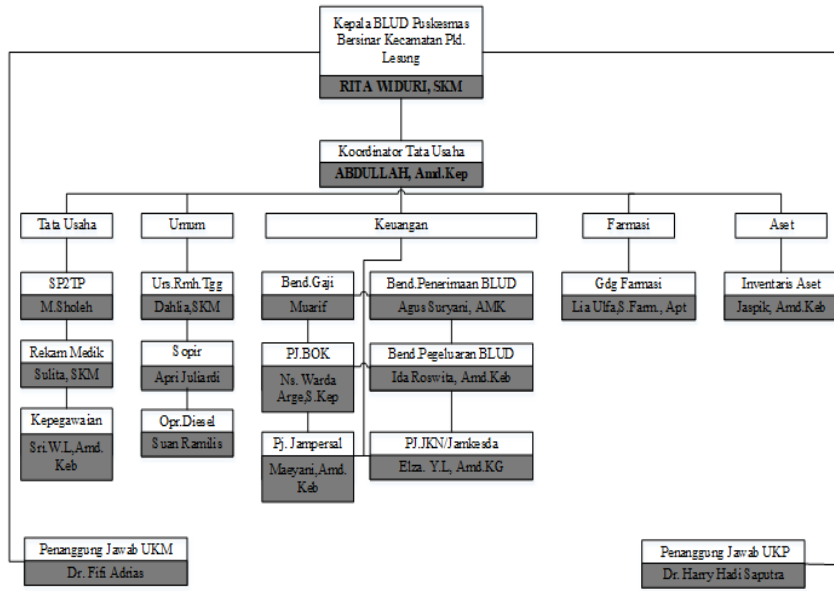 Kepala BLUD Puskesmas
Bersinar Kecamatan Pkl.
Lesung
RITA WIDURI, SKM
Koordinator Tata Usaha
ABDULLAH, Amd.Kep
Tata Usaha
Umum
Keuangan
Farmasi
Aset
SP2TP
M.Sholeh
Rekam Medik
Sulita, SKM
Kepegawaian
Sri.W.L,Amd.
Keb
Urs.Rmh.Tgg
Dahlia,SKM
Sopir
Apri Juliardi
Opr.Diesel
Suan Ramilis
Bend.Gaji
Muarif
PJ.BOK
Ns. Warda
Arge,S.Kep
Pj. Jampersal
Maeyani,Amd.
Keb
Bend.Penerimaan BLUD
Agus Suryani, AMK
Bend.Pegeluaran BLUD
Ida Roswita, Amd.Keb
PJ.JKN/Jamkesda
Elza. Y.L, Amd.KG
Gdg Farmasi
Lia Ulfa,S.Farm., Apt
Inventaris Aset
Jaspik, Amd.Keb
Penanggung Jawab UKM
Dr. Fifi Adrias
Penanggung Jawab UKP
Dr. Harry Hadi Saputra